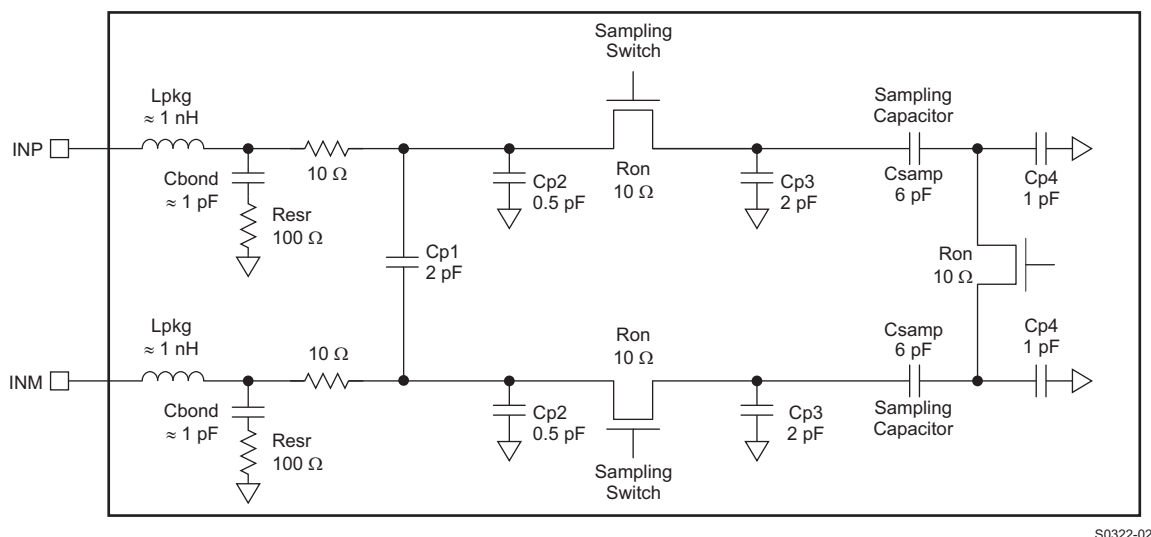 Sampling
Switch
Lpkg
≈ 1 nH
Sampling
Capacitor
INP
10 Ω
Cbond
≈ 1 pF
Resr
100 Ω
Cp2
0.5 pF
Ron
10 Ω
Cp3
2 pF
Csamp
6 pF
Cp4
1 pF
Cp1
2 pF
Ron
10 Ω
Lpkg
≈ 1 nH
10 Ω
Ron
10 Ω
Csamp
6 pF
Cp4
1 pF
INM
Cbond
≈ 1 pF
Resr
100 Ω
Cp2
0.5 pF
Cp3
2 pF
Sampling
Capacitor
Sampling
Switch
S0322-02